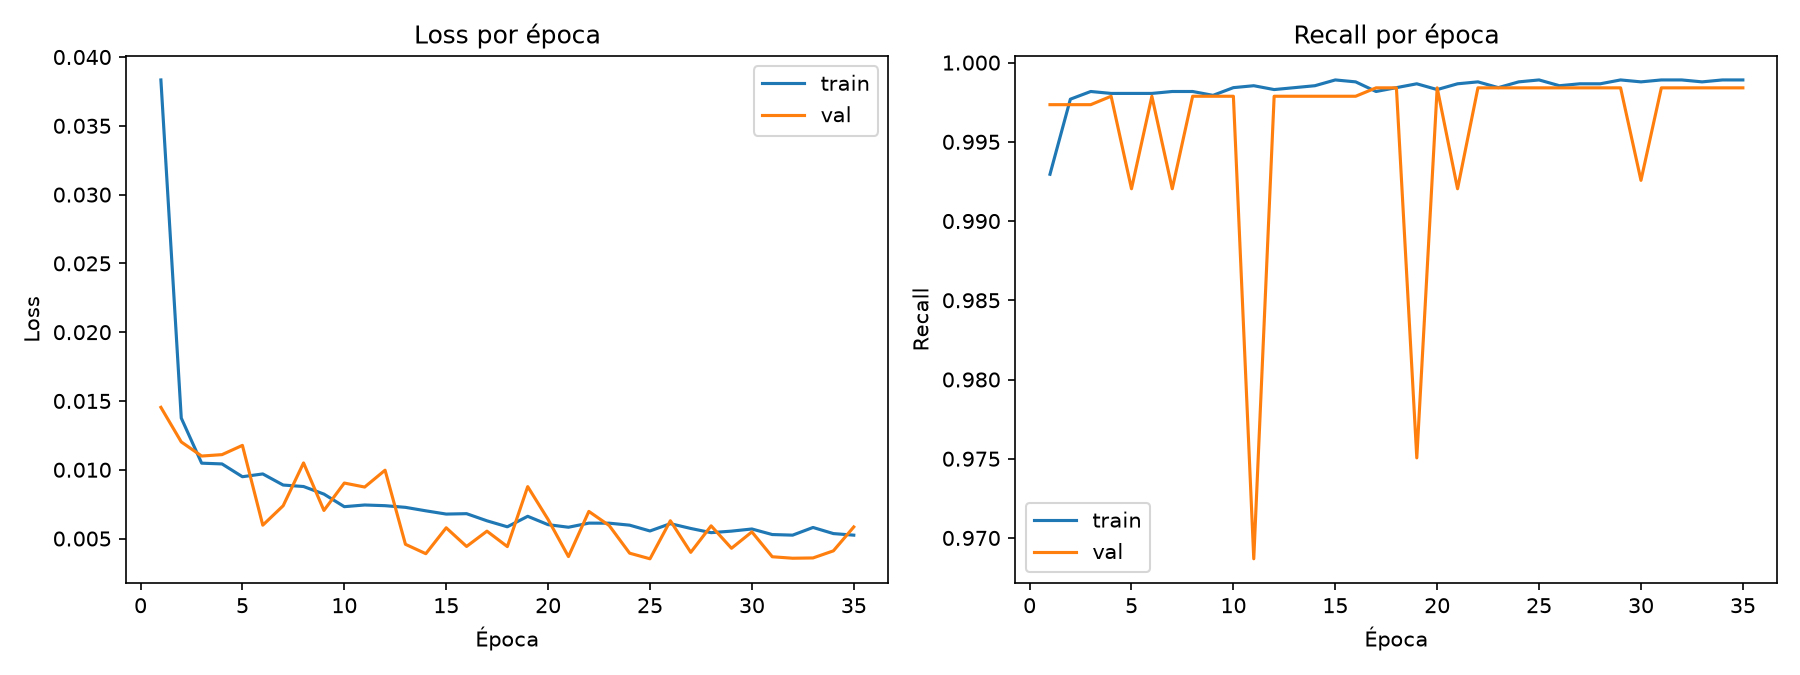 Loss por época
0.040
0.035
0.030
0.025
0.020
0.015
0.010
0.005
Loss
train
val
0 5 10 15 20 25 30 35
Época
Recall por época
1.000
0.995
0.990
0.985
0.980
0.975
0.970
Recall
train
val
0 5 10 15 20 25 30 35
Época